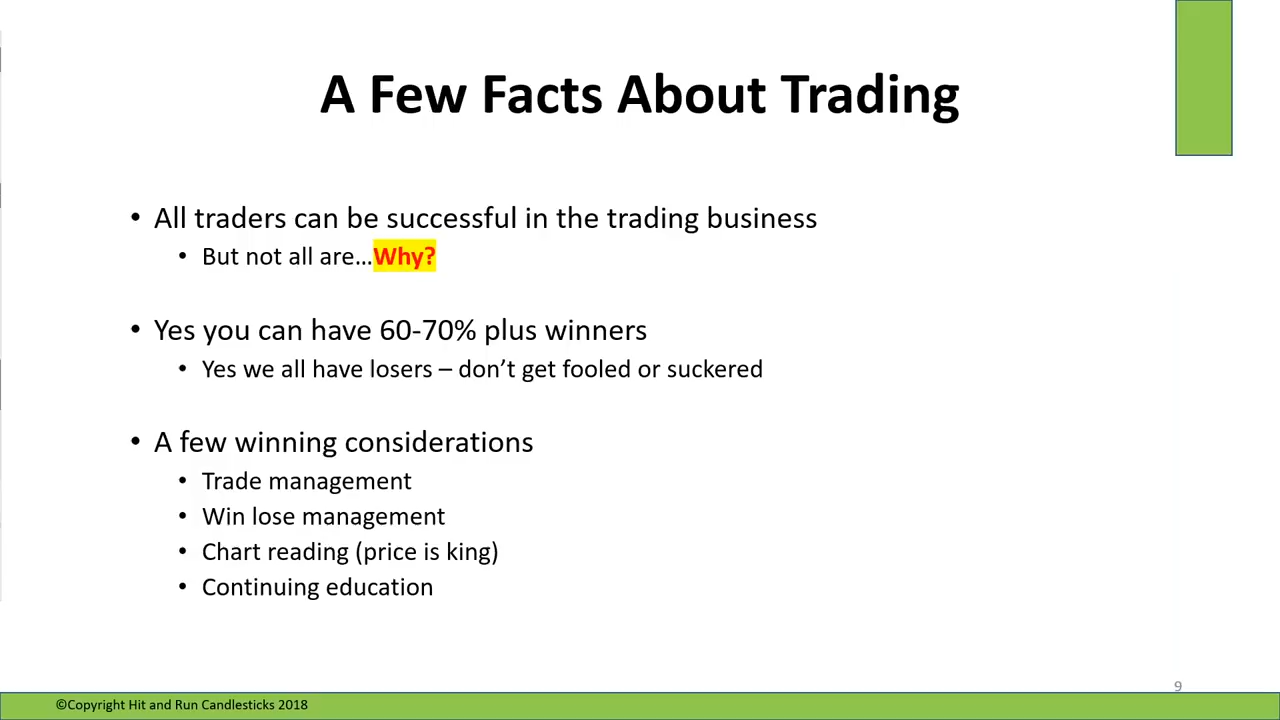 A Few Facts About Trading
• All traders can be successful in the trading business
• But not all are…Why?
• Yes you can have 60-70% plus winners
• Yes we all have losers – don’t get fooled or suckered
• A few winning considerations
• Trade management
• Win lose management
• Chart reading (price is king)
• Continuing education
9
©Copyright Hit and Run Candlesticks 2018